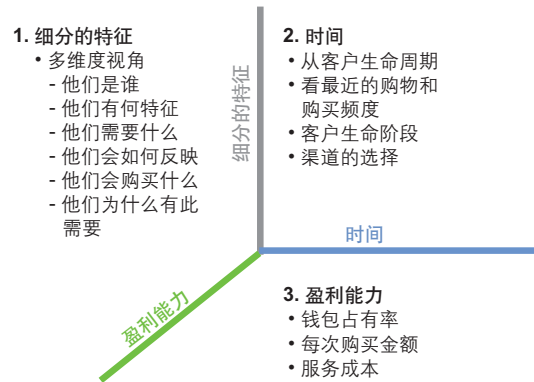 1. 细分的特征
• 多维度视角
- 他们是谁
- 他们有何特征
- 他们需要什么
- 他们会如何反映
- 他们会购买什么
- 他们为什么有此
需要
细分的特征
2. 时间
• 从客户生命周期
• 看最近的购物和
购买频度
• 客户生命阶段
• 渠道的选择
时间
盈利能力
3. 盈利能力
• 钱包占有率
• 每次购买金额
• 服务成本